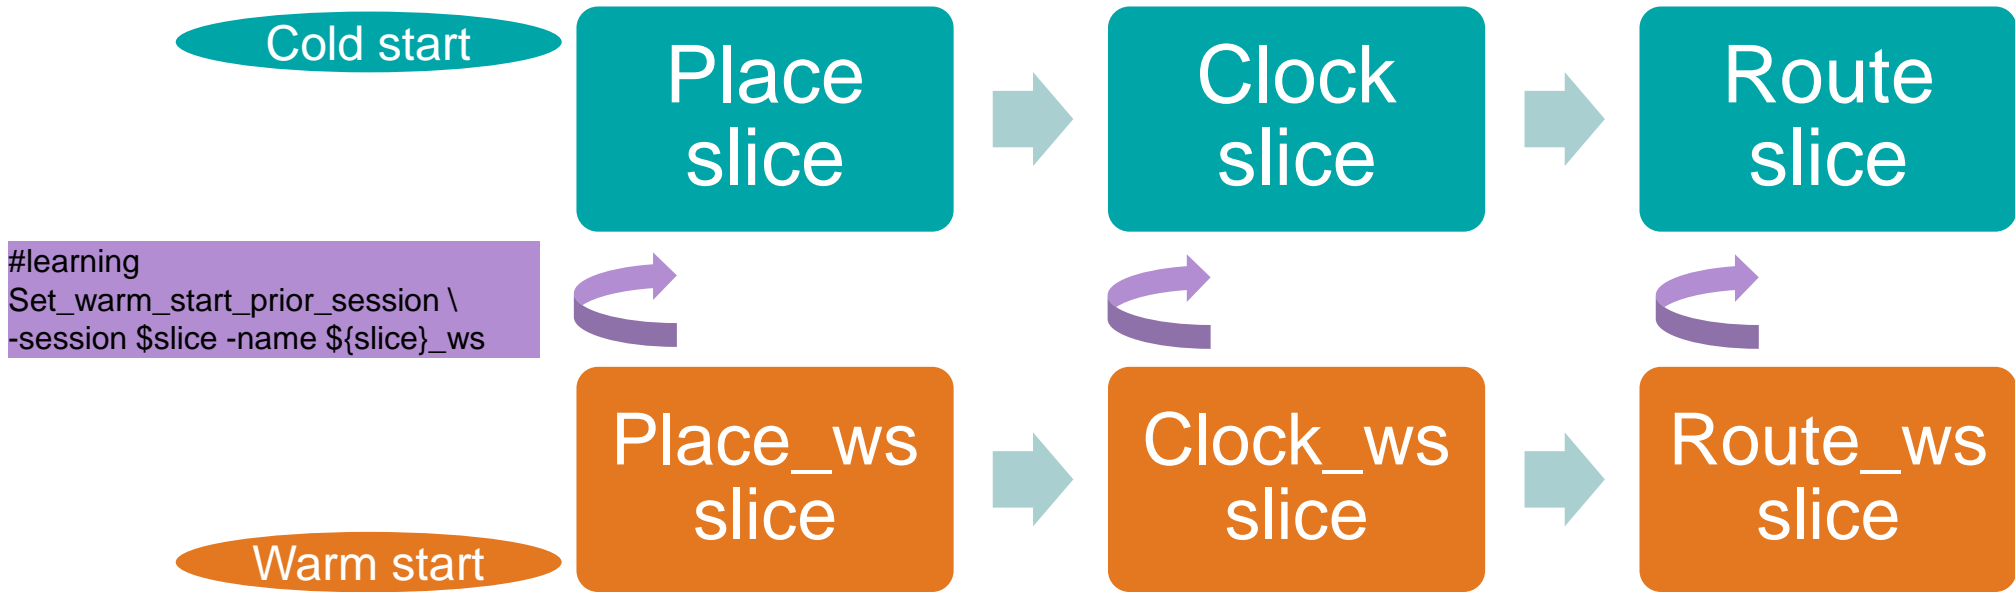 Cold start
Place
slice
Clock
slice
Route
slice
#learning
Set_warm_start_prior_session \
-session $slice -name ${slice}_ws
Place_ws
slice
Clock_ws
slice
Route_ws
slice
Warm start